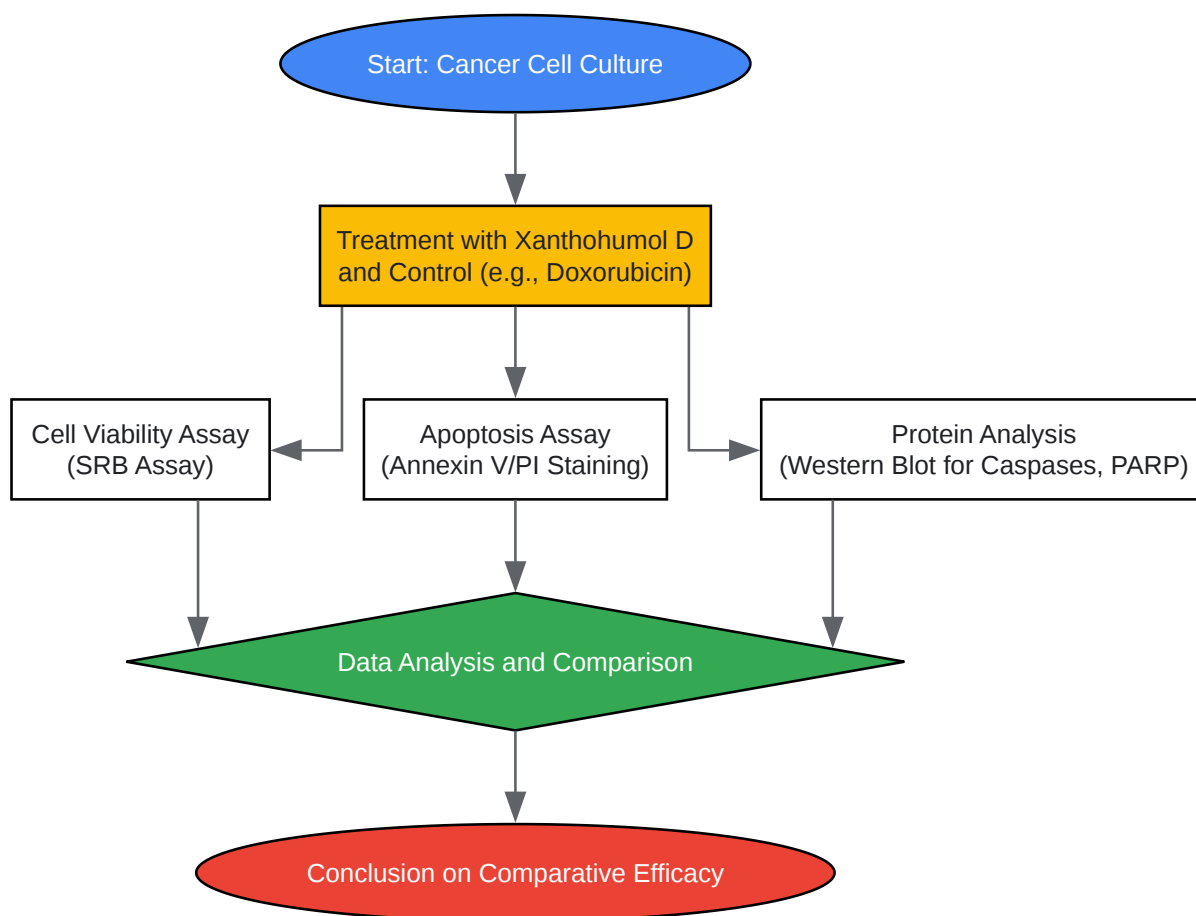 Start: Cancer Cell Culture
Treatment with Xanthohumol D
and Control (e.g., Doxorubicin)
Cell Viability Assay
(SRB Assay)
Apoptosis Assay
(Annexin V/PI Staining)
Protein Analysis
(Western Blot for Caspases, PARP)
Data Analysis and Comparison
Conclusion on Comparative Efficacy